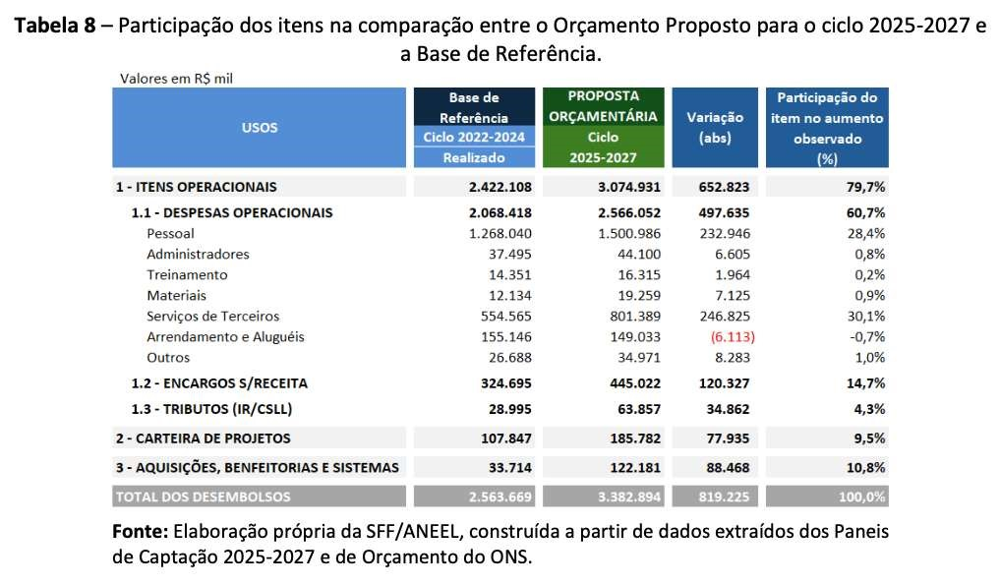 Tabela 8 – Participação dos itens na comparação entre o Orçamento Proposto para o ciclo 2025-2027 e
a Base de Referência.
Valores em R$ mil
USOS
Base de
Referência
Ciclo 2022-2024
Realizado
PROPOSTA
ORÇAMENTÁRIA
Ciclo
2025-2027
Variação
(abs)
Participação do
item no aumento
observado
(%)
1 - ITENS OPERACIONAIS 2.422.108 3.074.931 652.823 79,7%
1.1 - DESPESAS OPERACIONAIS 2.068.418 2.566.052 497.635 60,7%
Pessoal 1.268.040 1.500.986 232.946 28,4%
Administradores 37.495 44.100 6.605 0,8%
Treinamento 14.351 16.315 1.964 0,2%
Materiais 12.134 19.259 7.125 0,9%
Serviços de Terceiros 554.565 801.389 246.825 30,1%
Arrendamento e Aluguéis 155.146 149.033 (6.113) -0,7%
Outros 26.688 34.971 8.283 1,0%
1.2 - ENCARGOS S/RECEITA 324.695 445.022 120.327 14,7%
1.3 - TRIBUTOS (IR/CSLL) 28.995 63.857 34.862 4,3%
2 - CARTEIRA DE PROJETOS 107.847 185.782 77.935 9,5%
3 - AQUISIÇÕES, BENFEITORIAS E SISTEMAS 33.714 122.181 88.468 10,8%
TOTAL DOS DESEMBOLSOS 2.563.669 3.382.894 819.225 100,0%
Fonte: Elaboração própria da SFF/ANEEL, construída a partir de dados extraídos dos Paneis
de Captação 2025-2027 e de Orçamento do ONS.